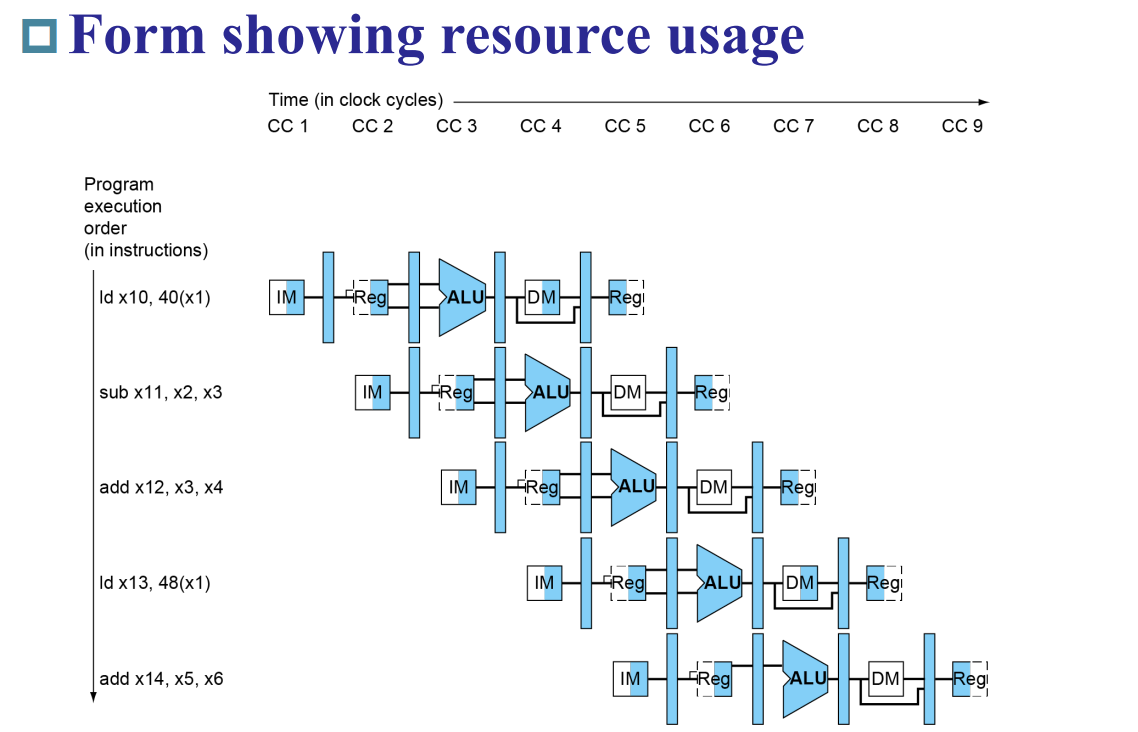 Form showing resource usage
Time (in clock cycles)
CC 1 CC 2 CC 3 CC 4 CC 5 CC 6 CC 7 CC 8 CC 9
Program
execution
order
(in instructions)
ld x10, 40(x1) IM Reg ALU DM Reg
sub x11, x2, x3 IM Reg ALU DM Reg
add x12, x3, x4 IM Reg ALU DM Reg
ld x13, 48(x1) IM Reg ALU DM Reg
add x14, x5, x6 IM Reg ALU DM Reg